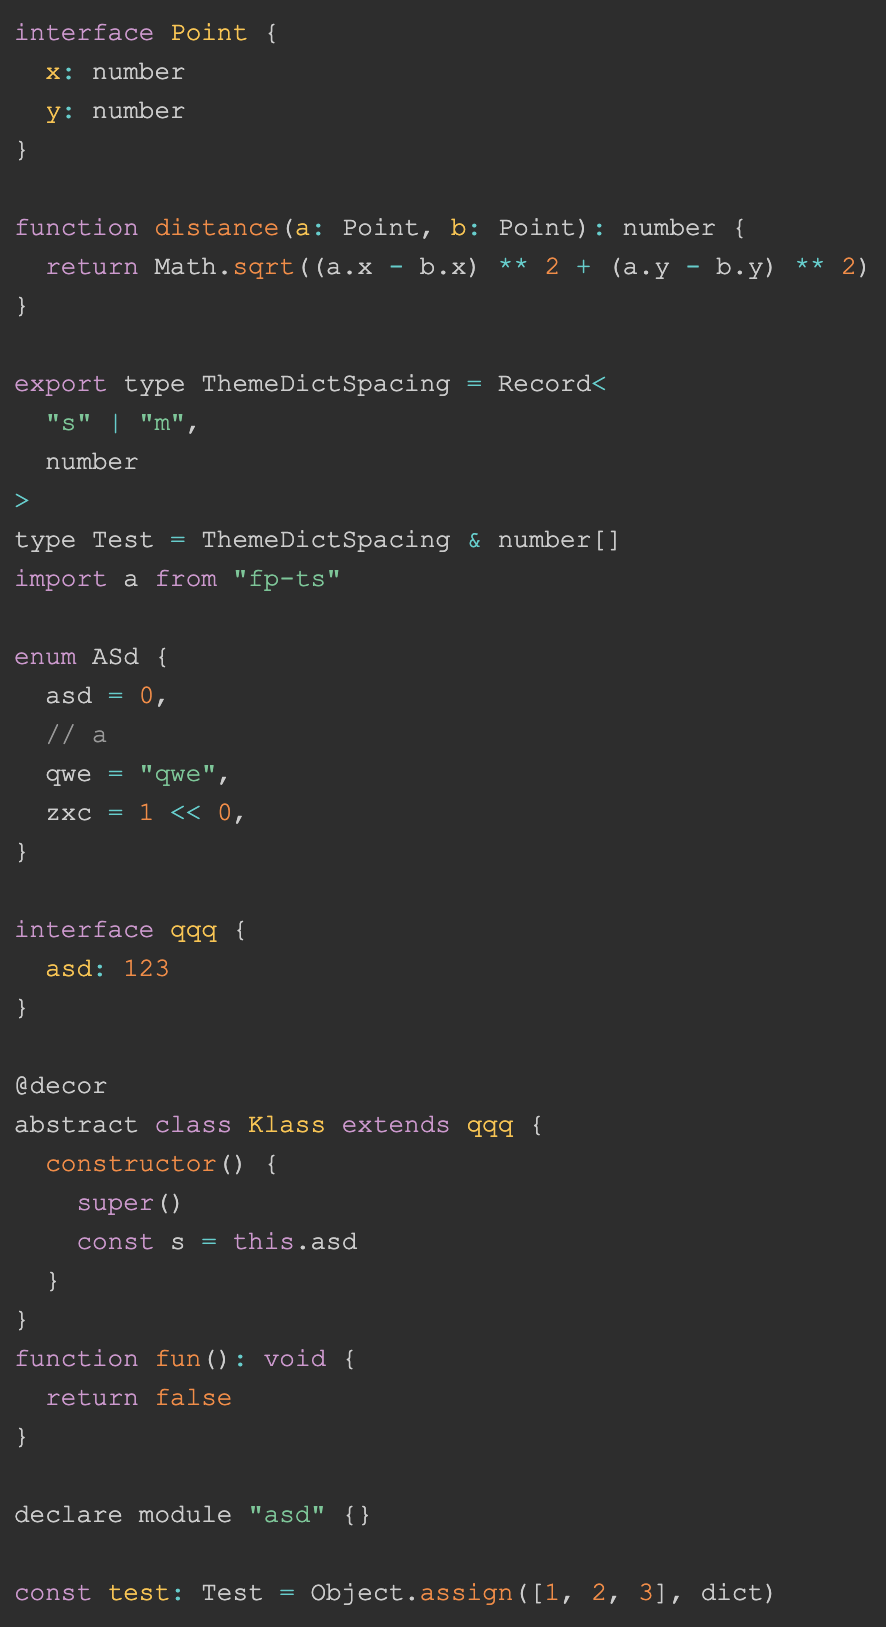 interface Point {
  x: number
  y: number
}

function distance(a: Point, b: Point): number {
  return Math.sqrt((a.x - b.x) ** 2 + (a.y - b.y) ** 2)
}

export type ThemeDictSpacing = Record<
  "s" | "m",
  number
>
type Test = ThemeDictSpacing & number[]
import a from "fp-ts"

enum ASd {
  asd = 0,
  // a
  qwe = "qwe",
  zxc = 1 << 0,
}

interface qqq {
  asd: 123
}

@decor
abstract class Klass extends qqq {
  constructor() {
    super()
    const s = this.asd
  }
}
function fun(): void {
  return false
}

declare module "asd" {}

const test: Test = Object.assign([1, 2, 3], dict)